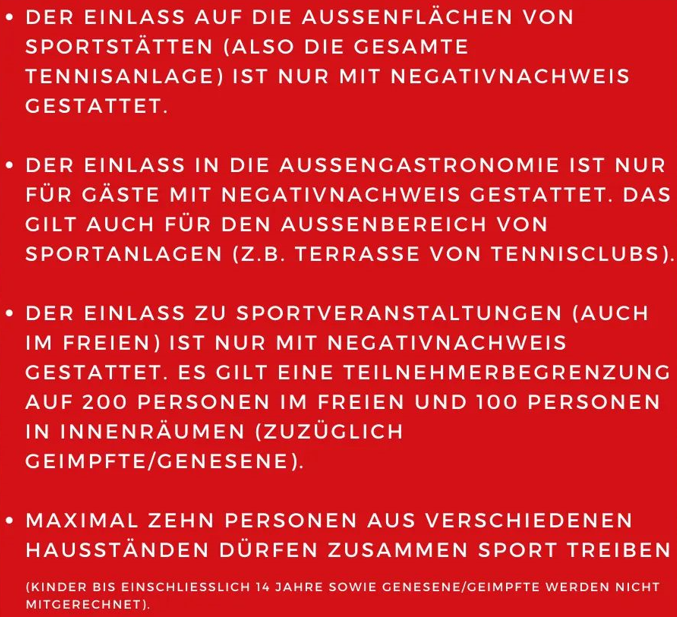 • DER EINLASS AUF DIE AUSSENFLÄCHEN VON
SPORTSTÄTTEN (ALSO DIE GESAMTE
TENNISANLAGE) IST NUR MIT NEGATIVNACHWEIS
GESTATTET.
• DER EINLASS IN DIE AUSSENGASTRONOMIE IST NUR
FÜR GÄSTE MIT NEGATIVNACHWEIS GESTATTET. DAS
GILT AUCH FÜR DEN AUSSENBEREICH VON
SPORTANLAGEN (Z.B. TERRASSE VON TENNISCLUBS).
• DER EINLASS ZU SPORTVERANSTALTUNGEN (AUCH
IM FREIEN) IST NUR MIT NEGATIVNACHWEIS
GESTATTET. ES GILT EINE TEILNEHMERBEGRENZUNG
AUF 200 PERSONEN IM FREIEN UND 100 PERSONEN
IN INNENRÄUMEN (ZUZÜGLICH
GEIMPFTE/GENESENE).
• MAXIMAL ZEHN PERSONEN AUS VERSCHIEDENEN
HAUSSTÄNDEN DÜRFEN ZUSAMMEN SPORT TREIBEN
(KINDER BIS EINSCHLIESSLICH 14 JAHRE SOWIE GENESENE/GEIMPFTE WERDEN NICHT
MITGERECHNET).